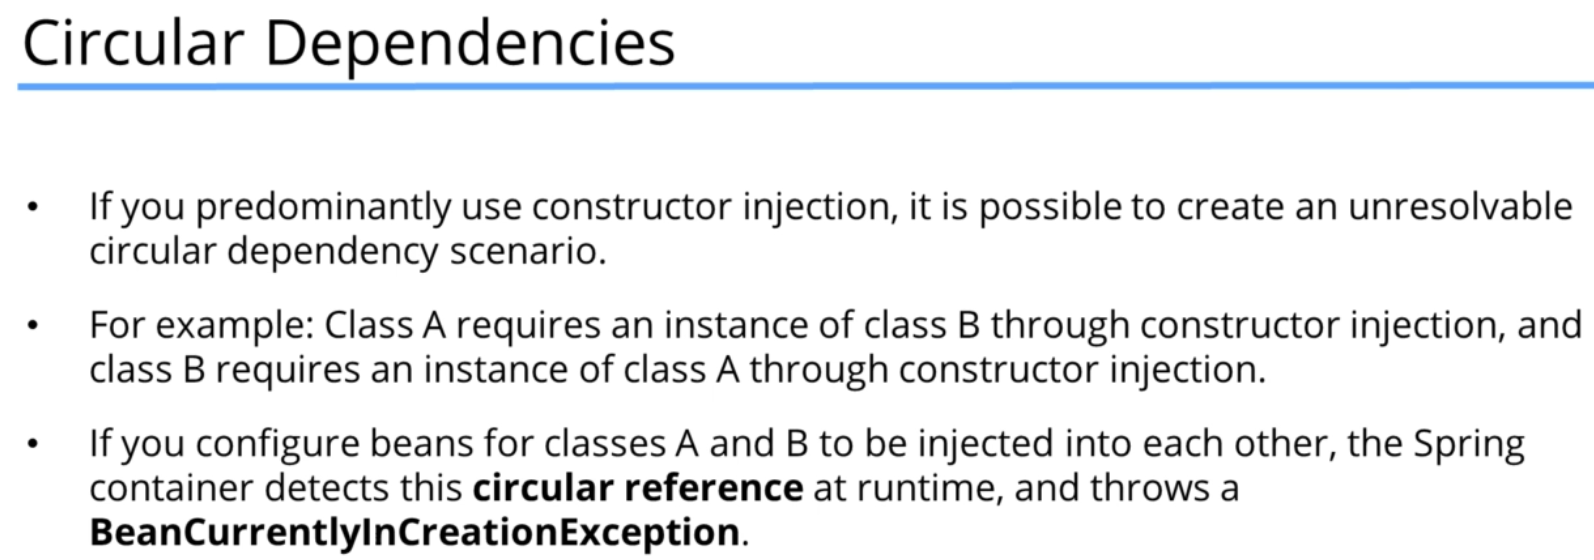 Circular Dependencies
• If you predominantly use constructor injection, it is possible to create an unresolvable
circular dependency scenario.
• For example: Class A requires an instance of class B through constructor injection, and
class B requires an instance of class A through constructor injection.
• If you configure beans for classes A and B to be injected into each other, the Spring
container detects this circular reference at runtime, and throws a
BeanCurrentlyInCreationException.